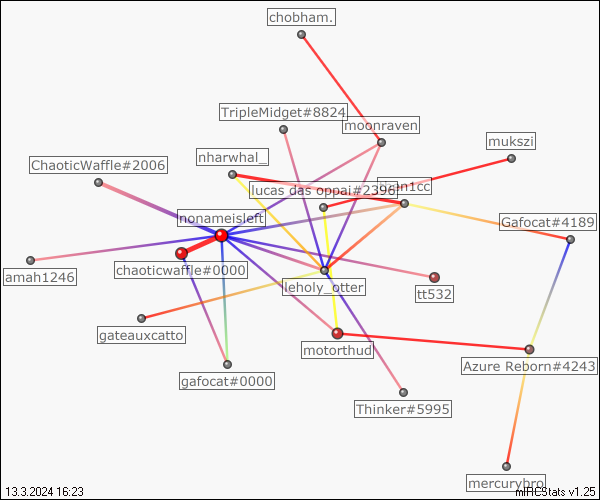 chobham.
TripleMidget#8824
moonraven
mukszi
nharwhal_
ChaoticWaffle#2006
lucas das oppai#2396
nonameisleft
Gafocat#4189
chaoticwaffle#0000
amah1246
leholy_otter
tt532
gateauxcatto
motorthud
Azure Reborn#4243
gafocat#0000
Thinker#5995
mercurybro
13.3.2024 16:23
mIRCStats v1.25